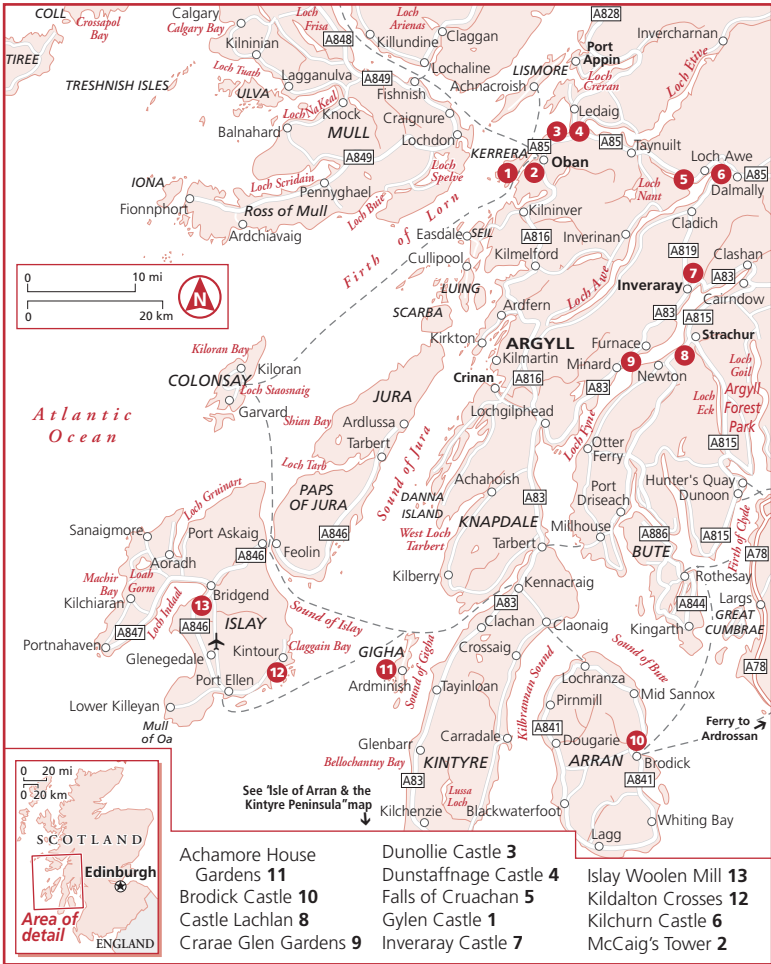 COLL
Crossapol
Bay
Calgary
Calgary Bay
Loch
Frisa
A848
Loch
Arienas
Killundine
Claggan
A828
Invercharnan
Port
Appin
TIREE
Kilninian
Loch Tuath
Lagganulva
A849
Lochaline
LISMORE
Loch
Creran
Loch Etive
TRESHNISH ISLES
ULVA
Fishnish
Achnacroish
Loch Na Keal
Knock
Craignure
Ledaig
Balnahard
MULL
Lochdon
3
4
A849
KERRERA
A85
A85
Taynuilt
Oban
Loch Awe
IONA
Loch Scridain
Loch
Spelve
1
2
5
6
A85
Dalmally
Fionnphort
Pennyghael
Loch
Nant
Ross of Mull
Loch Buie
Kilninver
Cladich
Ardchiavaig
Firth of Lorn
Easdale
SEIL
A816
Inverinan
A819
Cullipool
Kilmelford
Clashan
7
A83
0
10 mi
0
20 km
N
LUING
Loch Awe
Inveraray
Cairndow
SCARBA
Ardfern
A83
A815
Kirkton
ARGYLL
Furnace
Strachur
Kiloran Bay
Kilmartin
Minard
9
8
Kiloran
COLONSAY
Crinan
A816
Newton
Loch
Goil
Loch Staosnaig
JURA
A83
Loch
Eck
Argyll
Forest
Park
Garvard
Atlantic
Ocean
Shian Bay
Ardlussa
Lochgilphead
Loch Fyne
Tarbert
Sound of Jura
Otter
Ferry
A815
Loch Tarb
Loch Gruinart
PAPS
OF JURA
DANNA
ISLAND
Achahoish
A83
Hunter's Quay
Dunoon
Port
Driseach
Sanaigmore
Port Askaig
KNAPDALE
West Loch
Tarbert
Millhouse
A886
A815
Firth of Clyde
A846
Feolin
A846
Aoradh
Tarbert
BUTE
A78
Machir
Bay
Loah
Gorm
Kilberry
Rothesay
Bridgend
Kennacraig
Kilchiaran
Loch Indaal
13
Sound of Islay
A83
A844
Largs
A846
ISLAY
Clachan
Claonaig
GREAT
CUMBRAE
A847
Portnahaven
Kingarth
Glenegedale
Kintour
Claggain Bay
GIGHA
Sound of Gigha
Crossaig
Sound of Bute
A78
12
11
Kilbrannan Sound
Lochranza
Port Ellen
Ardminish
Tayinloan
Mid Sannox
Lower Killeyan
Pirnmill
Mull
of Oa
Ferry to
Ardrossan
Glenbarr
Carradale
A841
Dougarie
10
Bellochantuy Bay
KINTYRE
ARRAN
Brodick
A83
A841
See "Isle of Arran & the
Kintyre Peninsula" map
Lussa
Loch
Kilchenzie
Blackwaterfoot
Whiting Bay
Lagg
0 20 mi
0 20 km
SCOTLAND
Edinburgh
Area of
detail
ENGLAND
Achamore House
Gardens 11
Brodick Castle 10
Castle Lachlan 8
Crarae Glen Gardens 9
Dunollie Castle 3
Dunstaffnage Castle 4
Falls of Cruachan 5
Gylen Castle 1
Inveraray Castle 7
Islay Woolen Mill 13
Kildalton Crosses 12
Kilchurn Castle 6
McCaig's Tower 2